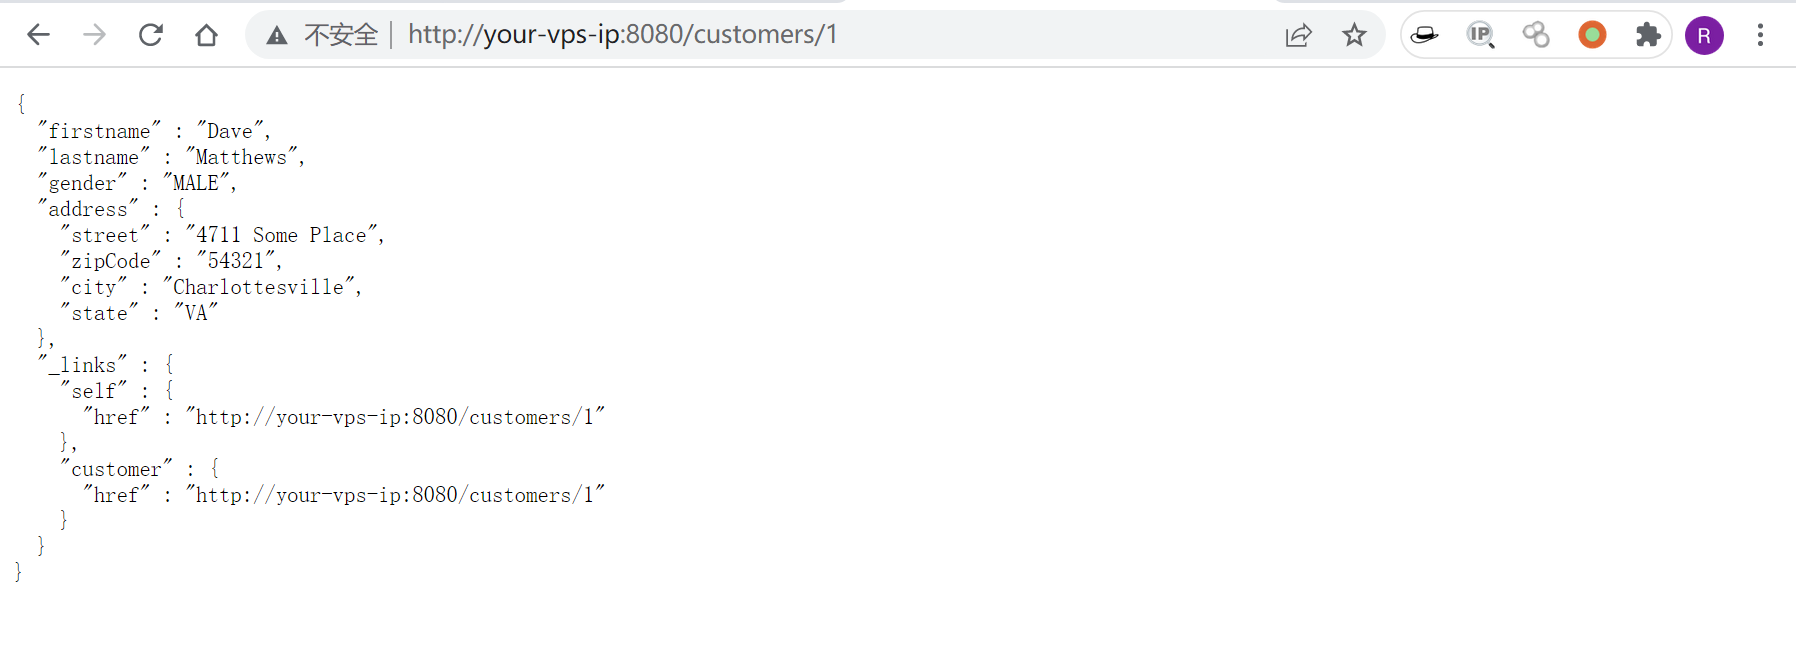 不安全 | http://your-vps-ip:8080/customers/1
IP
R
{
  "firstname" : "Dave",
  "lastname" : "Matthews",
  "gender" : "MALE",
  "address" : {
    "street" : "4711 Some Place",
    "zipCode" : "54321",
    "city" : "Charlottesville",
    "state" : "VA"
  },
  "_links" : {
    "self" : {
      "href" : "http://your-vps-ip:8080/customers/1"
    },
    "customer" : {
      "href" : "http://your-vps-ip:8080/customers/1"
    }
  }
}